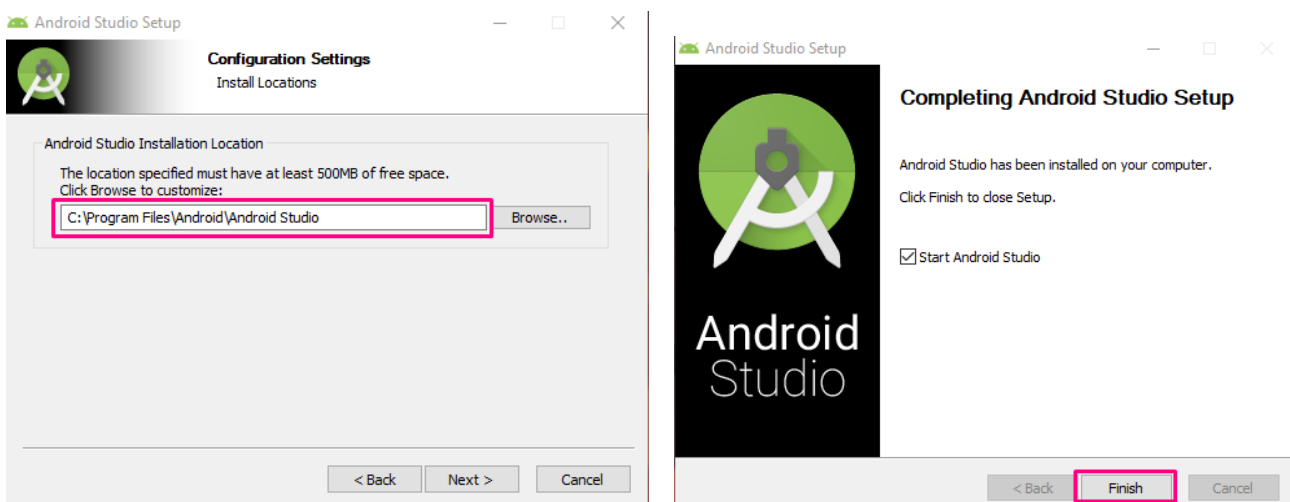 Android Studio Setup
Configuration Settings
Install Locations
Android Studio Installation Location
The location specified must have at least 500MB of free space.
Click Browse to customize:
C:\Program Files\Android\Android Studio
Browse..
< Back
Next >
Cancel
Android Studio Setup
Android
Studio
Completing Android Studio Setup
Android Studio has been installed on your computer.
Click Finish to close Setup.
Start Android Studio
< Back
Finish
Cancel